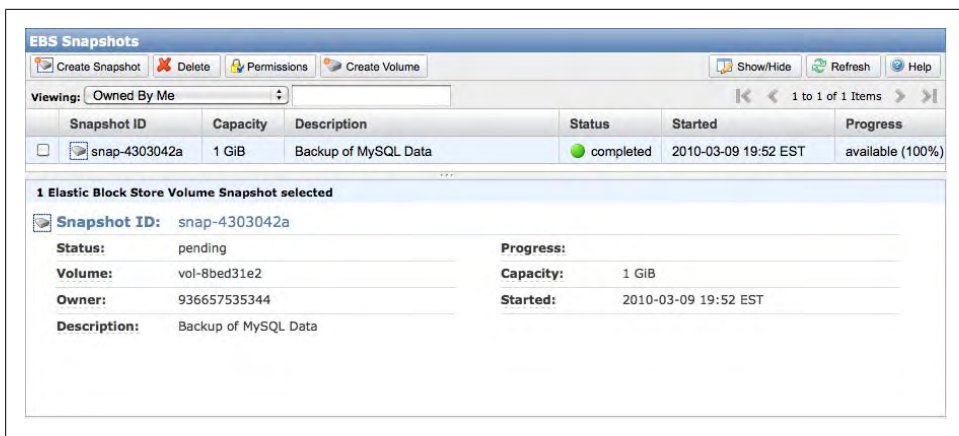 EBS Snapshots
Create Snapshot Delete Permissions Create Volume Show/Hide Refresh Help
Viewing: Owned By Me 1 to 1 of 1 Items
Snapshot ID Capacity Description Status Started Progress
snap-4303042a 1 GiB Backup of MySQL Data completed 2010-03-09 19:52 EST available (100%)
1 Elastic Block Store Volume Snapshot selected
Snapshot ID: snap-4303042a
Status: pending Progress:
Volume: vol-8bed31e2 Capacity: 1 GiB
Owner: 936657535344 Started: 2010-03-09 19:52 EST
Description: Backup of MySQL Data